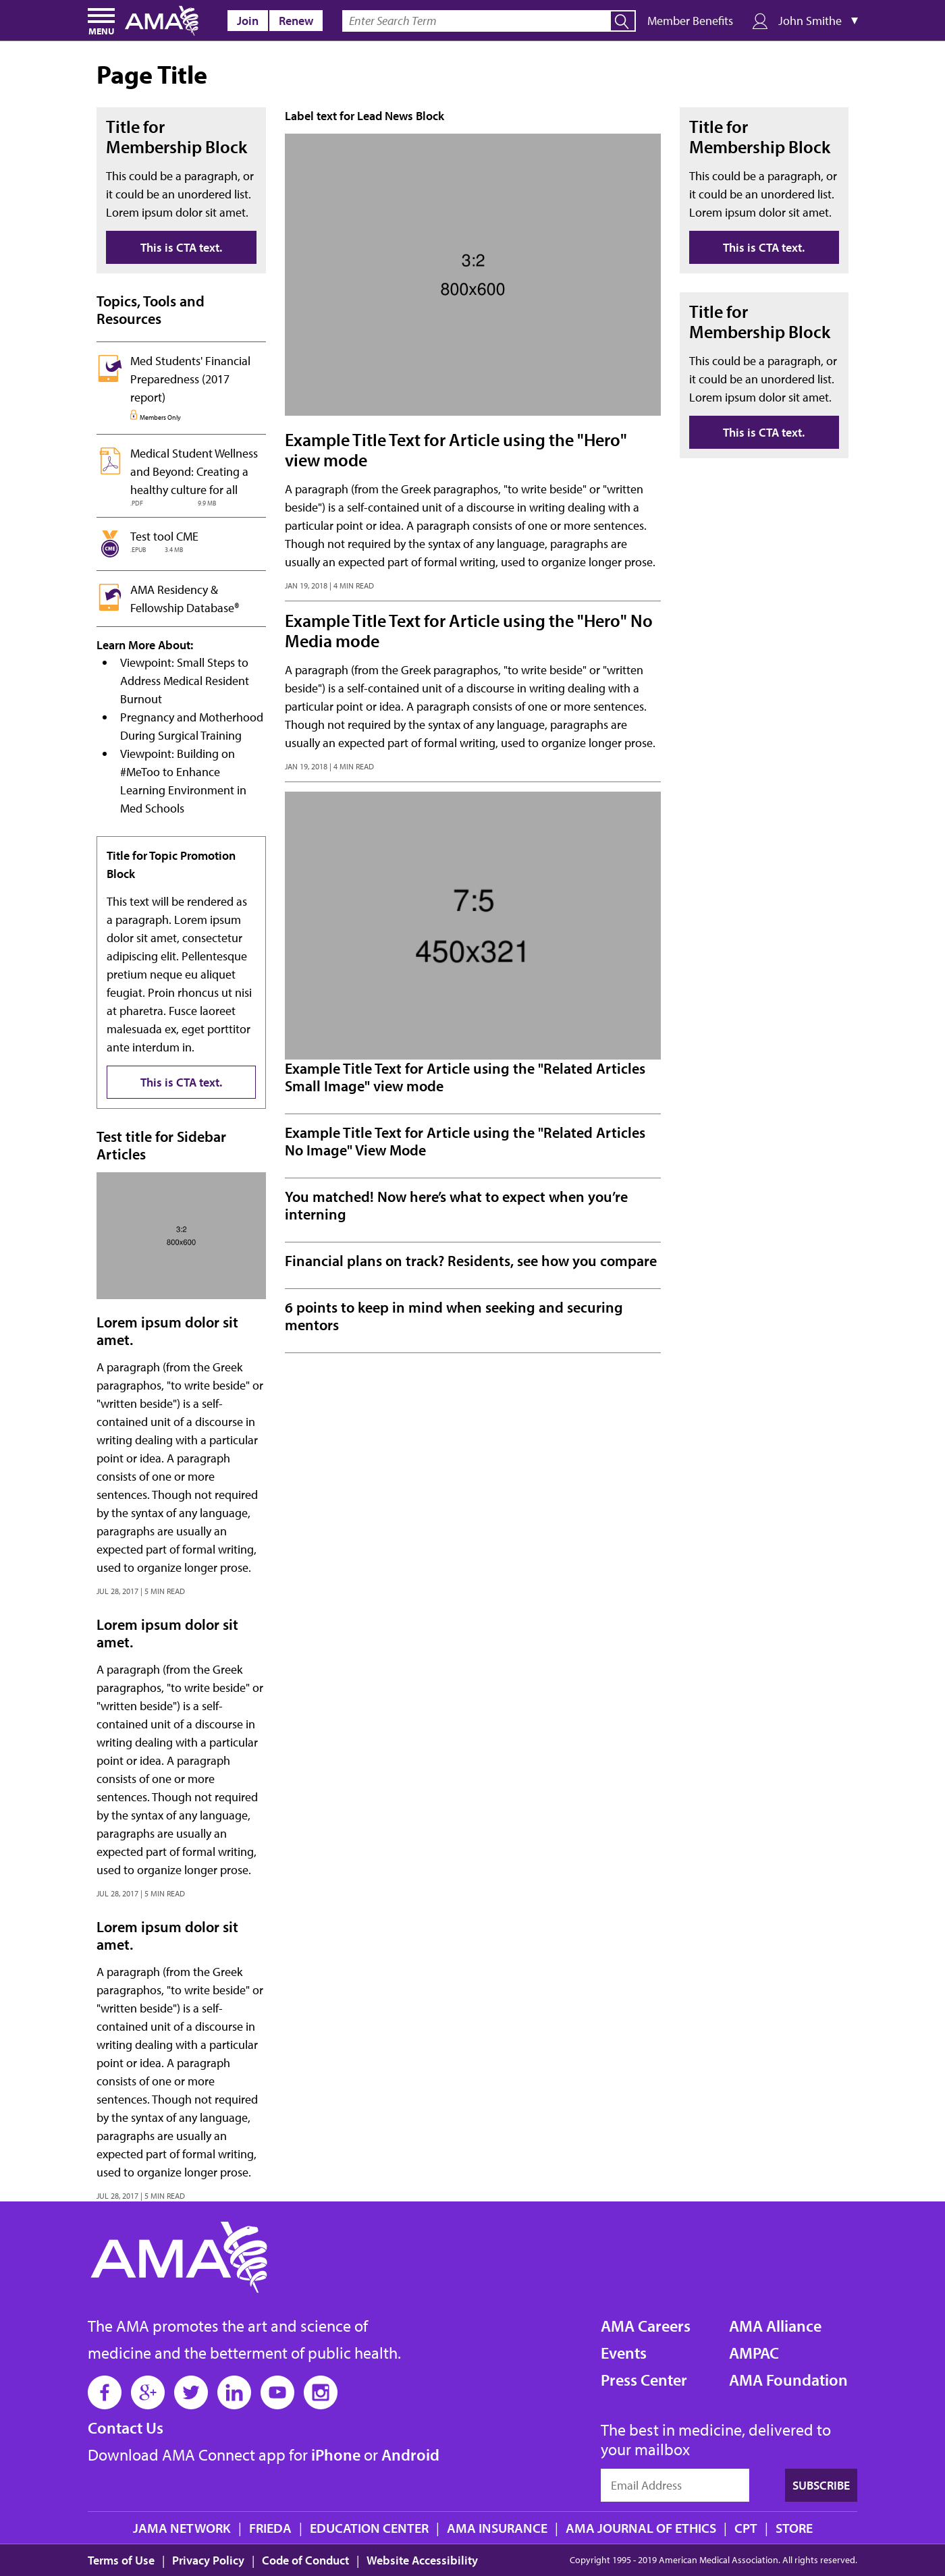 MENU
AMA
Join
Renew
Enter Search Term
Member Benefits
John Smithe
Page Title
Title for
Membership Block
This could be a paragraph, or
it could be an unordered list.
Lorem ipsum dolor sit amet.
This is CTA text.
Topics, Tools and
Resources
Med Students' Financial
Preparedness (2017
report)
Members Only
Medical Student Wellness
and Beyond: Creating a
healthy culture for all
.PDF 9.9 MB
CME
Test tool CME
.EPUB 3.4 MB
AMA Residency &
Fellowship Database®
Learn More About:
• Viewpoint: Small Steps to
Address Medical Resident
Burnout
• Pregnancy and Motherhood
During Surgical Training
• Viewpoint: Building on
#MeToo to Enhance
Learning Environment in
Med Schools
Title for Topic Promotion
Block
This text will be rendered as
a paragraph. Lorem ipsum
dolor sit amet, consectetur
adipiscing elit. Pellentesque
pretium neque eu aliquet
feugiat. Proin rhoncus ut nisi
at pharetra. Fusce laoreet
malesuada ex, eget porttitor
ante interdum in.
This is CTA text.
Test title for Sidebar
Articles
3:2
800x600
Lorem ipsum dolor sit
amet.
A paragraph (from the Greek
paragraphos, "to write beside" or
"written beside") is a self-
contained unit of a discourse in
writing dealing with a particular
point or idea. A paragraph
consists of one or more
sentences. Though not required
by the syntax of any language,
paragraphs are usually an
expected part of formal writing,
used to organize longer prose.
JUL 28, 2017 | 5 MIN READ
Lorem ipsum dolor sit
amet.
A paragraph (from the Greek
paragraphos, "to write beside" or
"written beside") is a self-
contained unit of a discourse in
writing dealing with a particular
point or idea. A paragraph
consists of one or more
sentences. Though not required
by the syntax of any language,
paragraphs are usually an
expected part of formal writing,
used to organize longer prose.
JUL 28, 2017 | 5 MIN READ
Lorem ipsum dolor sit
amet.
A paragraph (from the Greek
paragraphos, "to write beside" or
"written beside") is a self-
contained unit of a discourse in
writing dealing with a particular
point or idea. A paragraph
consists of one or more
sentences. Though not required
by the syntax of any language,
paragraphs are usually an
expected part of formal writing,
used to organize longer prose.
JUL 28, 2017 | 5 MIN READ
Label text for Lead News Block
3:2
800x600
Example Title Text for Article using the "Hero"
view mode
A paragraph (from the Greek paragraphos, "to write beside" or "written
beside") is a self-contained unit of a discourse in writing dealing with a
particular point or idea. A paragraph consists of one or more sentences.
Though not required by the syntax of any language, paragraphs are
usually an expected part of formal writing, used to organize longer prose.
JAN 19, 2018 | 4 MIN READ
Example Title Text for Article using the "Hero" No
Media mode
A paragraph (from the Greek paragraphos, "to write beside" or "written
beside") is a self-contained unit of a discourse in writing dealing with a
particular point or idea. A paragraph consists of one or more sentences.
Though not required by the syntax of any language, paragraphs are
usually an expected part of formal writing, used to organize longer prose.
JAN 19, 2018 | 4 MIN READ
7:5
450x321
Example Title Text for Article using the "Related Articles
Small Image" view mode
Example Title Text for Article using the "Related Articles
No Image" View Mode
You matched! Now here’s what to expect when you’re
interning
Financial plans on track? Residents, see how you compare
6 points to keep in mind when seeking and securing
mentors
Title for
Membership Block
This could be a paragraph, or
it could be an unordered list.
Lorem ipsum dolor sit amet.
This is CTA text.
Title for
Membership Block
This could be a paragraph, or
it could be an unordered list.
Lorem ipsum dolor sit amet.
This is CTA text.
AMA
The AMA promotes the art and science of
medicine and the betterment of public health.
Contact Us
Download AMA Connect app for iPhone or Android
AMA Careers
Events
Press Center
AMA Alliance
AMPAC
AMA Foundation
The best in medicine, delivered to
your mailbox
Email Address
SUBSCRIBE
JAMA NETWORK | FRIEDA | EDUCATION CENTER | AMA INSURANCE | AMA JOURNAL OF ETHICS | CPT | STORE
Terms of Use | Privacy Policy | Code of Conduct | Website Accessibility
Copyright 1995 - 2019 American Medical Association. All rights reserved.